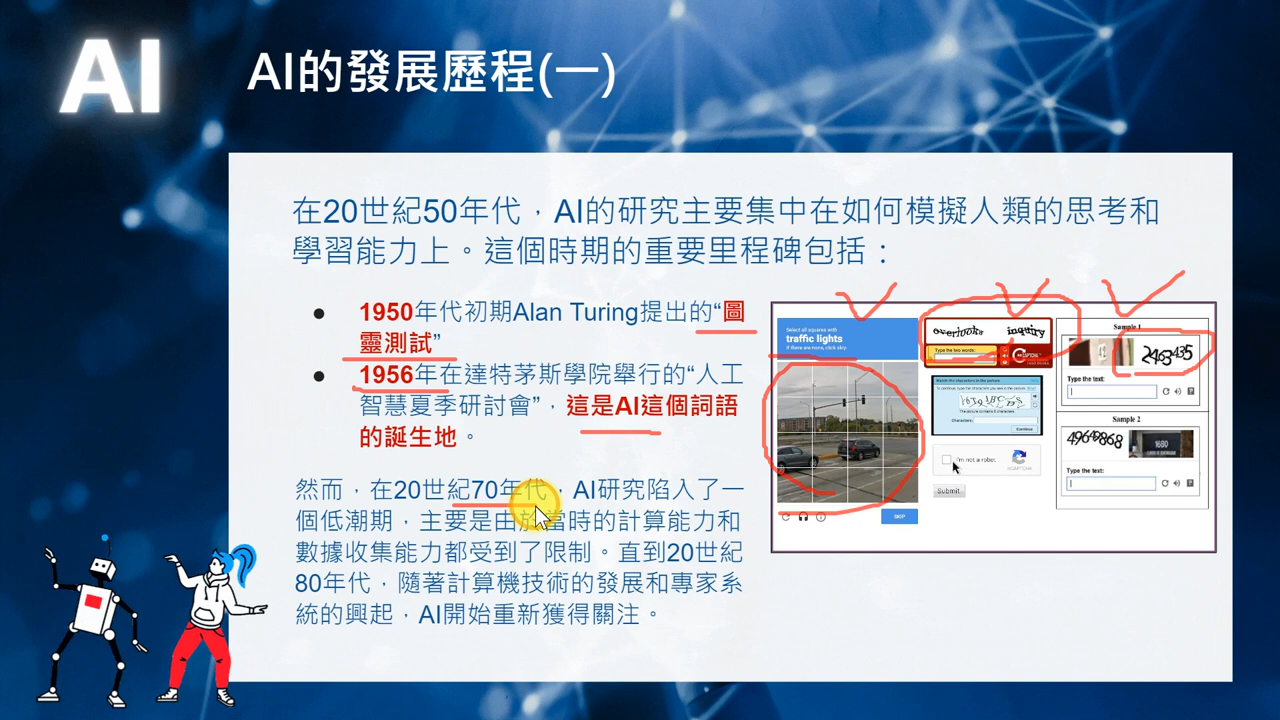 AI
AI的發展歷程(一)
在20世紀50年代，AI的研究主要集中在如何模擬人類的思考和
學習能力上。這個時期的重要里程碑包括：
● 1950年代初期Alan Turing提出的“圖
靈測試”
● 1956年在達特茅斯學院舉行的“人工
智慧夏季研討會”，這是AI這個詞語
的誕生地。
然而，在20世紀70年代，AI研究陷入了一
個低潮期，主要是由於當時的計算能力和
數據收集能力都受到了限制。直到20世紀
80年代，隨著計算機技術的發展和專家系
統的興起，AI開始重新獲得關注。
Select all squares with
traffic lights
If there are none, click skip
SKIP
overlooks inquiry
Type the two words:
Match the characters in the picture
The picture contains 8 characters
Characters:
Continue
I'm not a robot
reCAPTCHA
Submit
Sample 1
2463435
Type the text:
Sample 2
49649868
1680
Type the text: